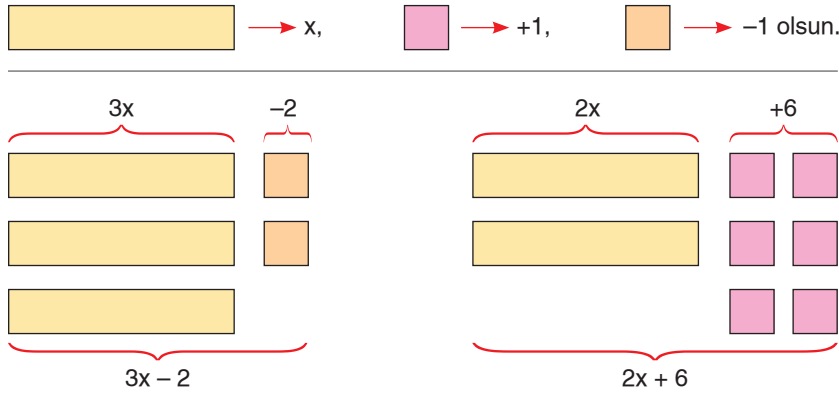 x, +1, –1 olsun.
3x –2 2x +6
3x – 2 2x + 6